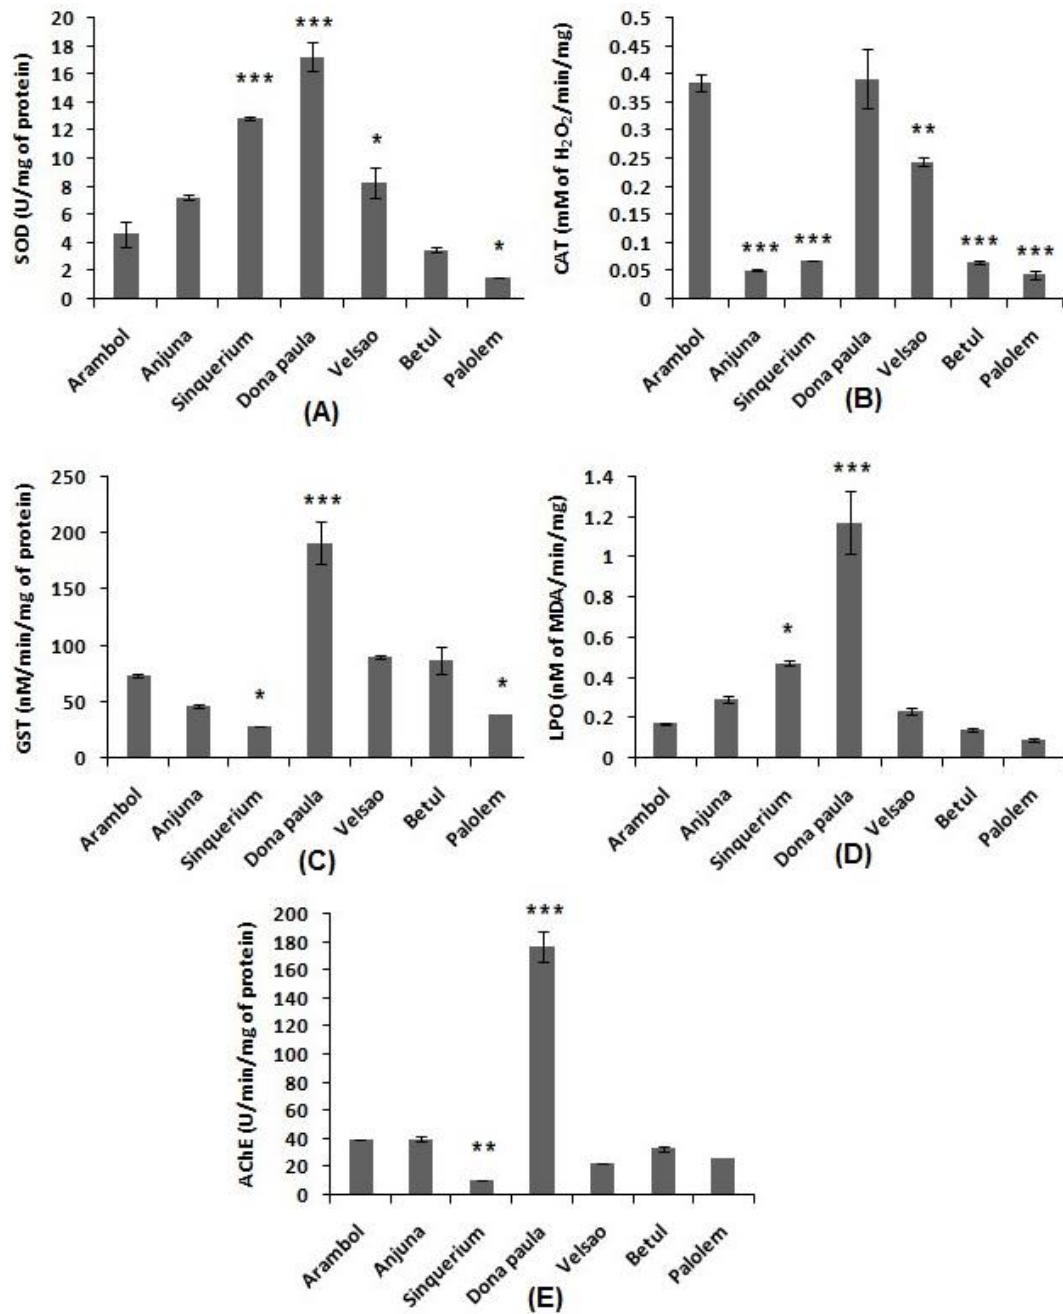 SOD (U/mg of protein)
20
18
16
14
12
10
8
6
4
2
0
***
***
*
*
Arambol
Anjuna
Sinquerium
Dona paula
Velsao
Betul
Palolem
(A)
CAT (mM of H₂O₂/min/mg)
0.5
0.45
0.4
0.35
0.3
0.25
0.2
0.15
0.1
0.05
0
***
***
**
***
***
Arambol
Anjuna
Sinquerium
Dona paula
Velsao
Betul
Palolem
(B)
GST (nM/min/mg of protein)
250
200
150
100
50
0
*
***
*
Arambol
Anjuna
Sinquerium
Dona paula
Velsao
Betul
Palolem
(C)
LPO (nM of MDA/min/mg)
1.4
1.2
1
0.8
0.6
0.4
0.2
0
*
***
Arambol
Anjuna
Sinquerium
Dona paula
Velsao
Betul
Palolem
(D)
AChE (U/min/mg of protein)
200
180
160
140
120
100
80
60
40
20
0
**
***
Arambol
Anjuna
Sinquerium
Dona paula
Velsao
Betul
Palolem
(E)